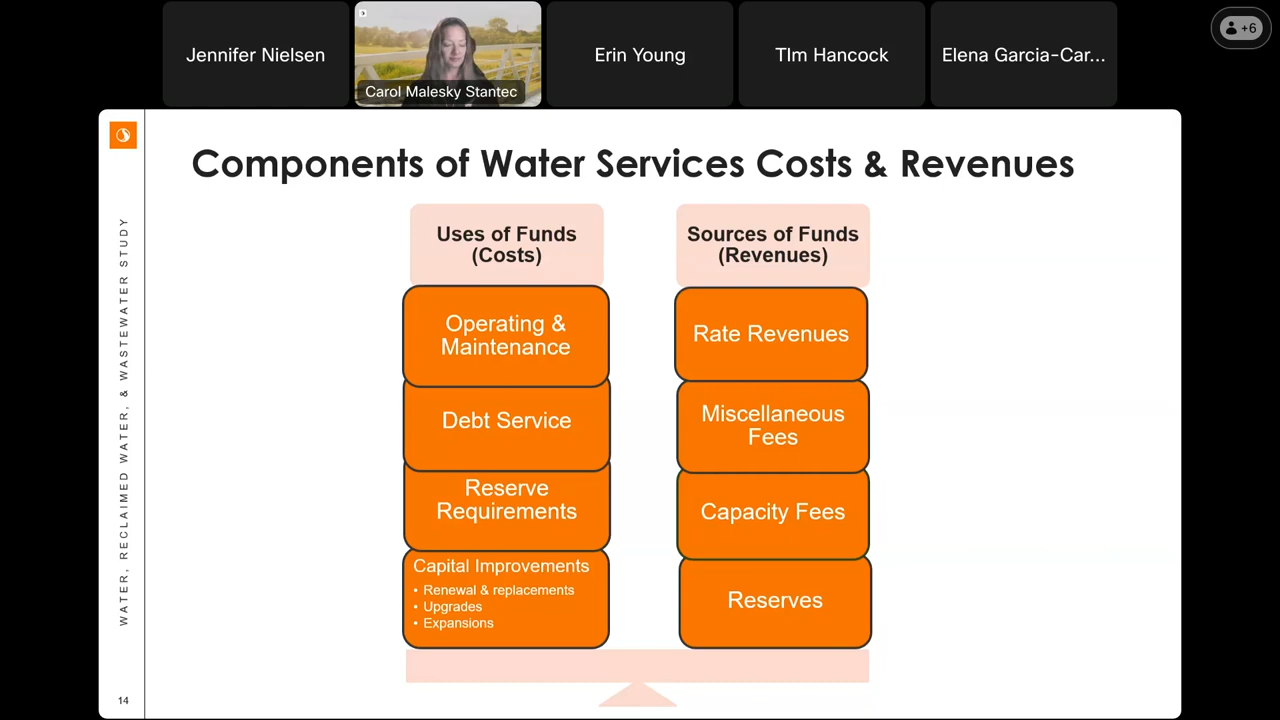 Jennifer Nielsen
Carol Malesky Stantec
Erin Young
TIm Hancock
Elena Garcia-Car...
+6
Components of Water Services Costs & Revenues
WATER, RECLAIMED WATER, & WASTEWATER STUDY
Uses of Funds
(Costs)
Operating &
Maintenance
Debt Service
Reserve
Requirements
Capital Improvements
• Renewal & replacements
• Upgrades
• Expansions
Sources of Funds
(Revenues)
Rate Revenues
Miscellaneous
Fees
Capacity Fees
Reserves
14